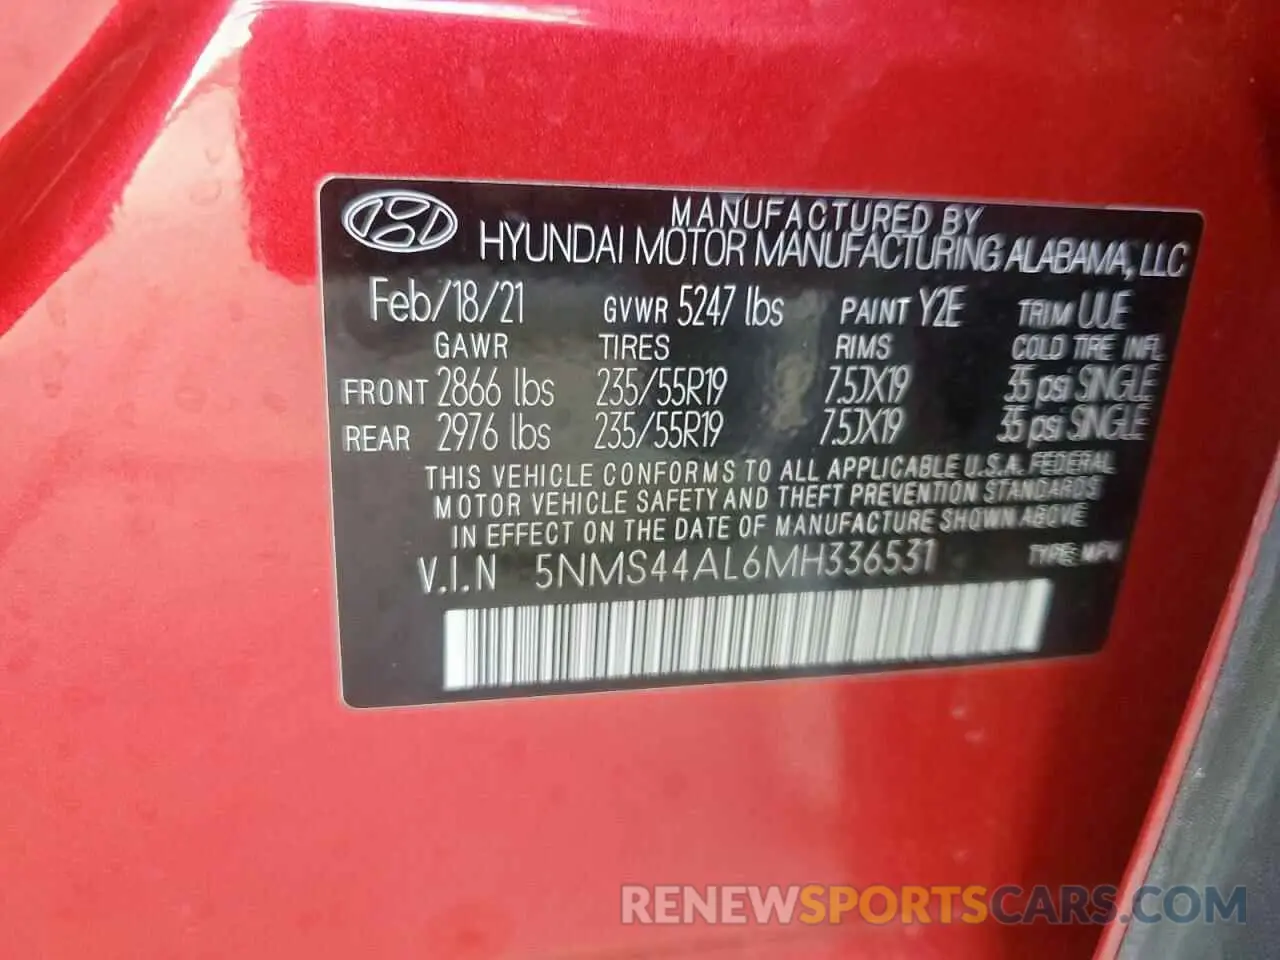 MANUFACTURED BY
HYUNDAI MOTOR MANUFACTURING ALABAMA, LLC
Feb/18/21 GVWR 5247 lbs PAINT Y2E TRIM UUE
GAWR TIRES RIMS COLD TIRE INFL
FRONT 2866 lbs 235/55R19 7.5JX19 35 psi SINGLE
REAR 2976 lbs 235/55R19 7.5JX19 35 psi SINGLE
THIS VEHICLE CONFORMS TO ALL APPLICABLE U.S.A. FEDERAL
MOTOR VEHICLE SAFETY AND THEFT PREVENTION STANDARDS
IN EFFECT ON THE DATE OF MANUFACTURE SHOWN ABOVE
V.I.N 5NMS44AL6MH336531 TYPE: MPV
RENEWSPORTSCARS.COM